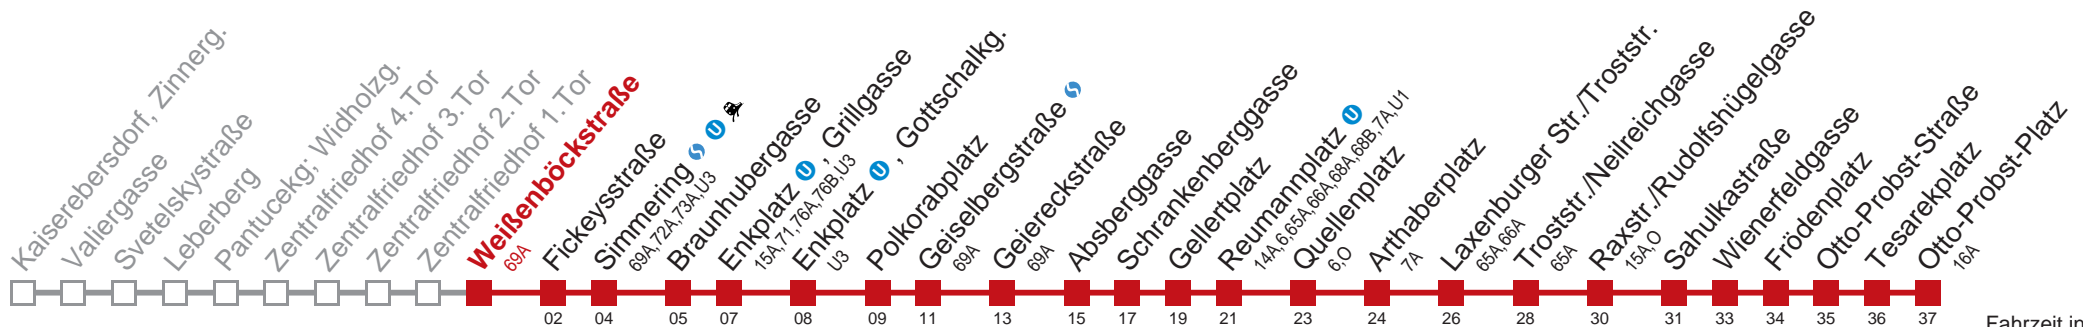 Kaiserebersdorf, Zinnerg.
Valiergasse
Svetelskystraße
Leberberg
Pantucekg; Widholzg.
Zentralfriedhof 4.Tor
Zentralfriedhof 3.Tor
Zentralfriedhof 2.Tor
Zentralfriedhof 1.Tor
Weißenböckstraße
69A
Fickeysstraße
Simmering S U
69A,72A,73A,U3
Braunhubergasse
Enkplatz U , Grillgasse
15A,71,76A,76B,U3
Enkplatz U , Gottschalkg.
U3
Polkorabplatz
Geiselbergstraße S
69A
Geiereckstraße
69A
Absberggasse
Schrankenberggasse
Gellertplatz
Reumannplatz U
14A,6,65A,66A,68A,68B,7A,U1
Quellenplatz
6,O
Arthaberplatz
7A
Laxenburger Str./Troststr.
65A,66A
Troststr./Neilreichgasse
65A
Raxstr./Rudolfshügelgasse
15A,O
Sahulkastraße
Wienerfeldgasse
Frödenplatz
Otto-Probst-Straße
Tesarekplatz
Otto-Probst-Platz
16A
02 04 05 07 08 09 11 13 15 17 19 21 23 24 26 28 30 31 33 34 35 36 37
Fahrzeit in